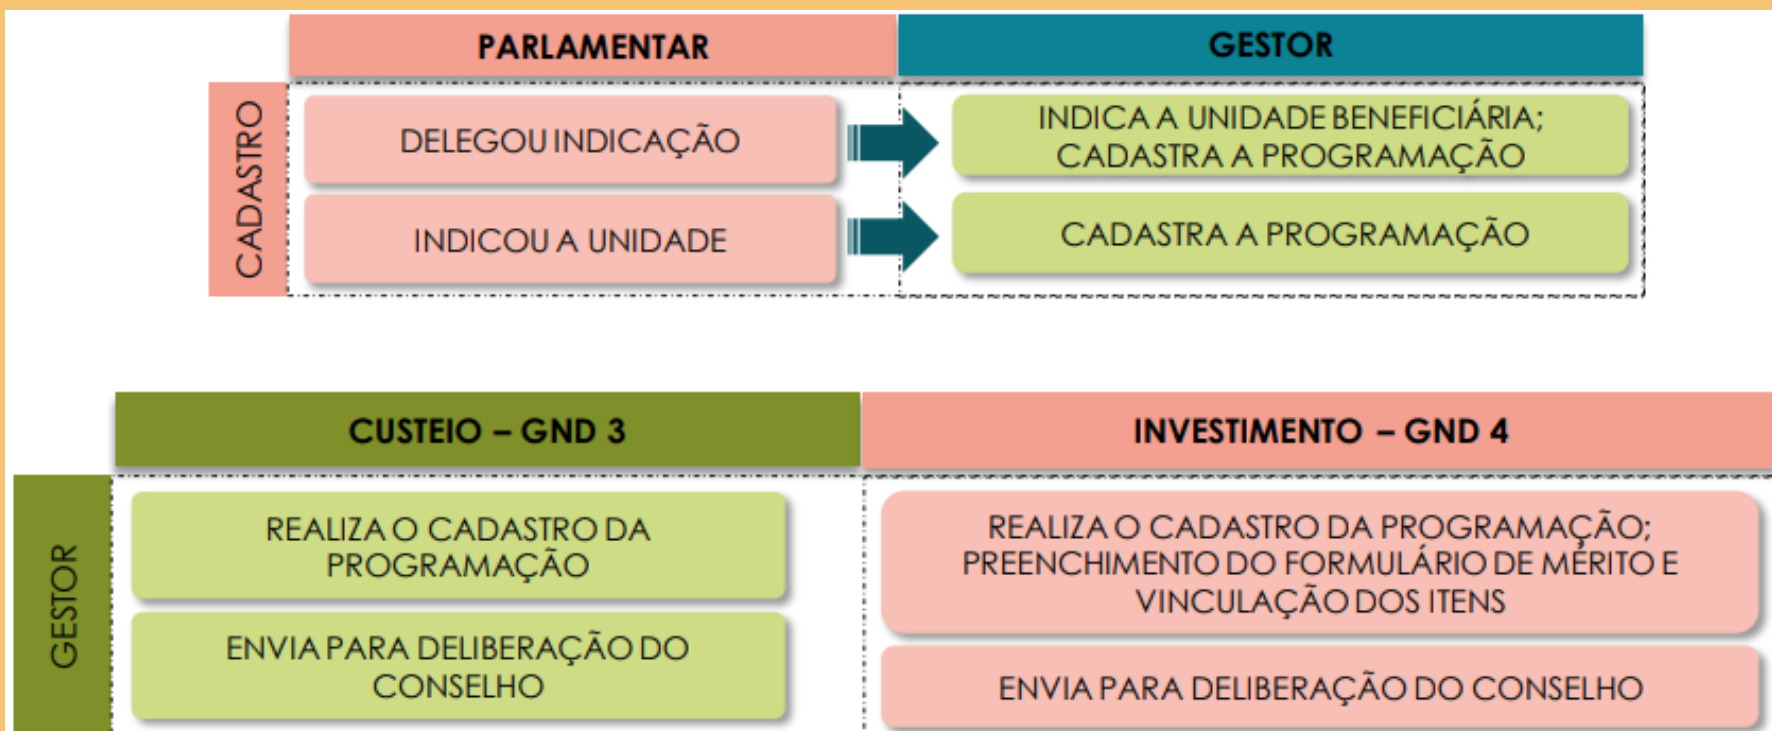 PARLAMENTAR
GESTOR
CADASTRO
DELEGOU INDICAÇÃO
INDICA A UNIDADE BENEFICIÁRIA;
CADASTRA A PROGRAMAÇÃO
INDICOU A UNIDADE
CADASTRA A PROGRAMAÇÃO
CUSTEIO – GND 3
INVESTIMENTO – GND 4
GESTOR
REALIZA O CADASTRO DA
PROGRAMAÇÃO
REALIZA O CADASTRO DA PROGRAMAÇÃO;
PREENCHIMENTO DO FORMULÁRIO DE MÉRITO E
VINCULAÇÃO DOS ITENS
ENVIA PARA DELIBERAÇÃO DO
CONSELHO
ENVIA PARA DELIBERAÇÃO DO CONSELHO